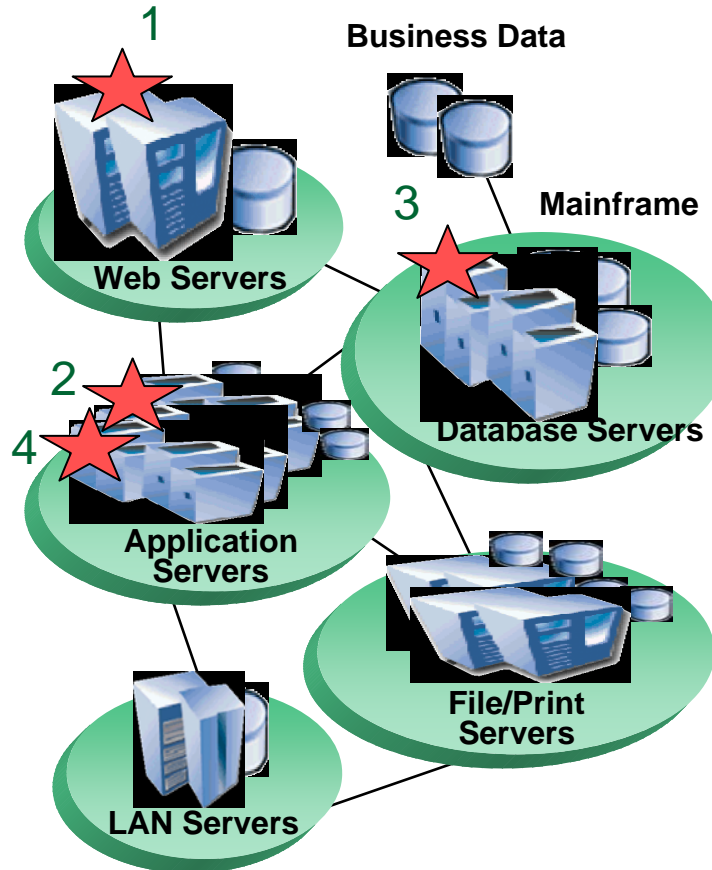 1
Business Data
3
Mainframe
Web Servers
2
4
Database Servers
Application
Servers
File/Print
Servers
LAN Servers